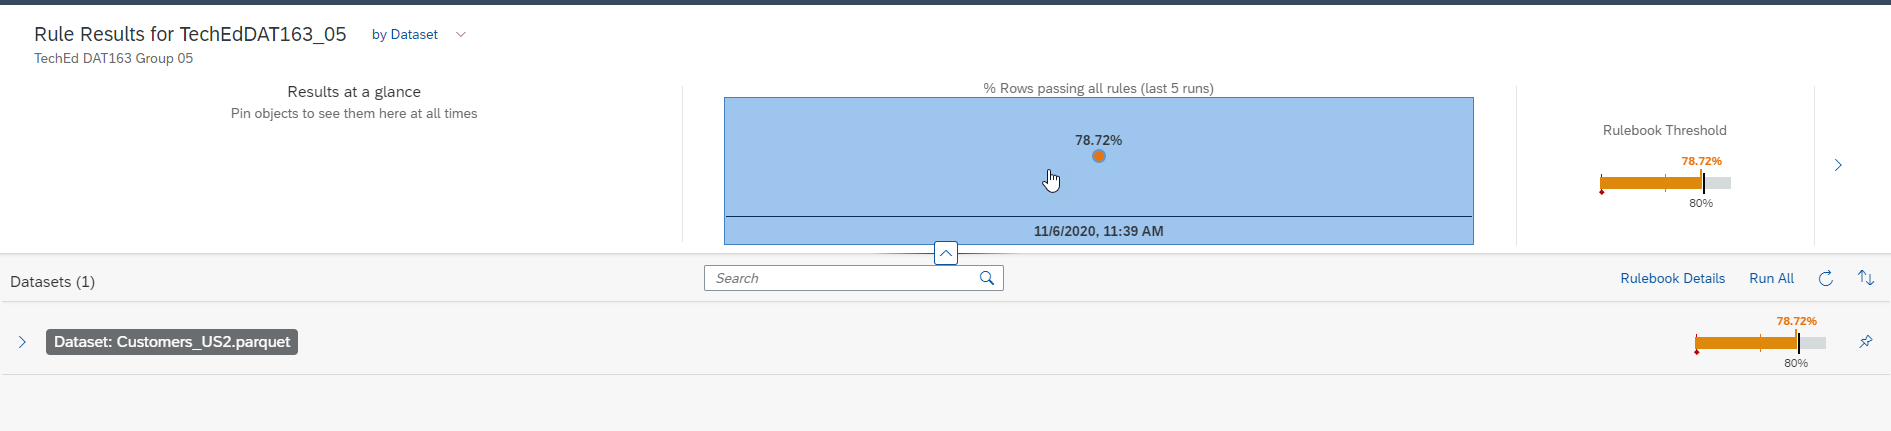 Rule Results for TechEdDAT163_05 by Dataset
TechEd DAT163 Group 05
Results at a glance
Pin objects to see them here at all times
% Rows passing all rules (last 5 runs)
78.72%
11/6/2020, 11:39 AM
Rulebook Threshold
78.72%
80%
Datasets (1)
Search
Rulebook Details Run All
Dataset: Customers_US2.parquet
78.72%
80%